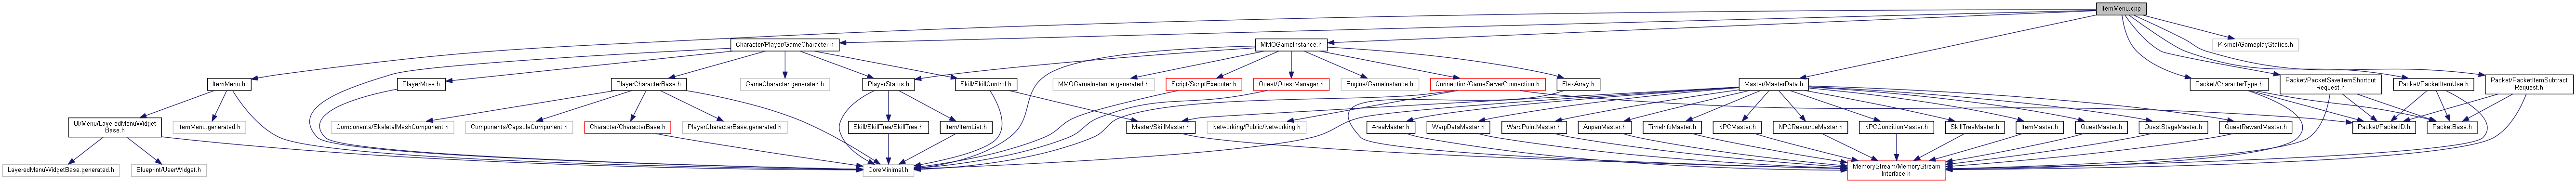 ItemMenu.cpp
Character/Player/GameCharacter.h
MMOGameInstance.h
Kismet/GameplayStatics.h
ItemMenu.h
PlayerMove.h
PlayerCharacterBase.h
GameCharacter.generated.h
PlayerStatus.h
Skill/SkillControl.h
MMOGameInstance.generated.h
Script/ScriptExecuter.h
Quest/QuestManager.h
Engine/GameInstance.h
Connection/GameServerConnection.h
FlexArray.h
Master/MasterData.h
Packet/CharacterType.h
Packet/PacketSaveItemShortcut
Request.h
Packet/PacketItemUse.h
Packet/PacketItemSubtract
Request.h
UI/Menu/LayeredMenuWidget
Base.h
ItemMenu.generated.h
Components/SkeletalMeshComponent.h
Components/CapsuleComponent.h
Character/CharacterBase.h
PlayerCharacterBase.generated.h
Skill/SkillTree/SkillTree.h
Item/ItemList.h
Master/SkillMaster.h
Networking/Public/Networking.h
AreaMaster.h
WarpDataMaster.h
WarpPointMaster.h
AnpanMaster.h
TimeInfoMaster.h
NPCMaster.h
NPCResourceMaster.h
NPCConditionMaster.h
SkillTreeMaster.h
ItemMaster.h
QuestMaster.h
QuestStageMaster.h
QuestRewardMaster.h
Packet/PacketID.h
PacketBase.h
LayeredMenuWidgetBase.generated.h
Blueprint/UserWidget.h
CoreMinimal.h
MemoryStream/MemoryStream
Interface.h